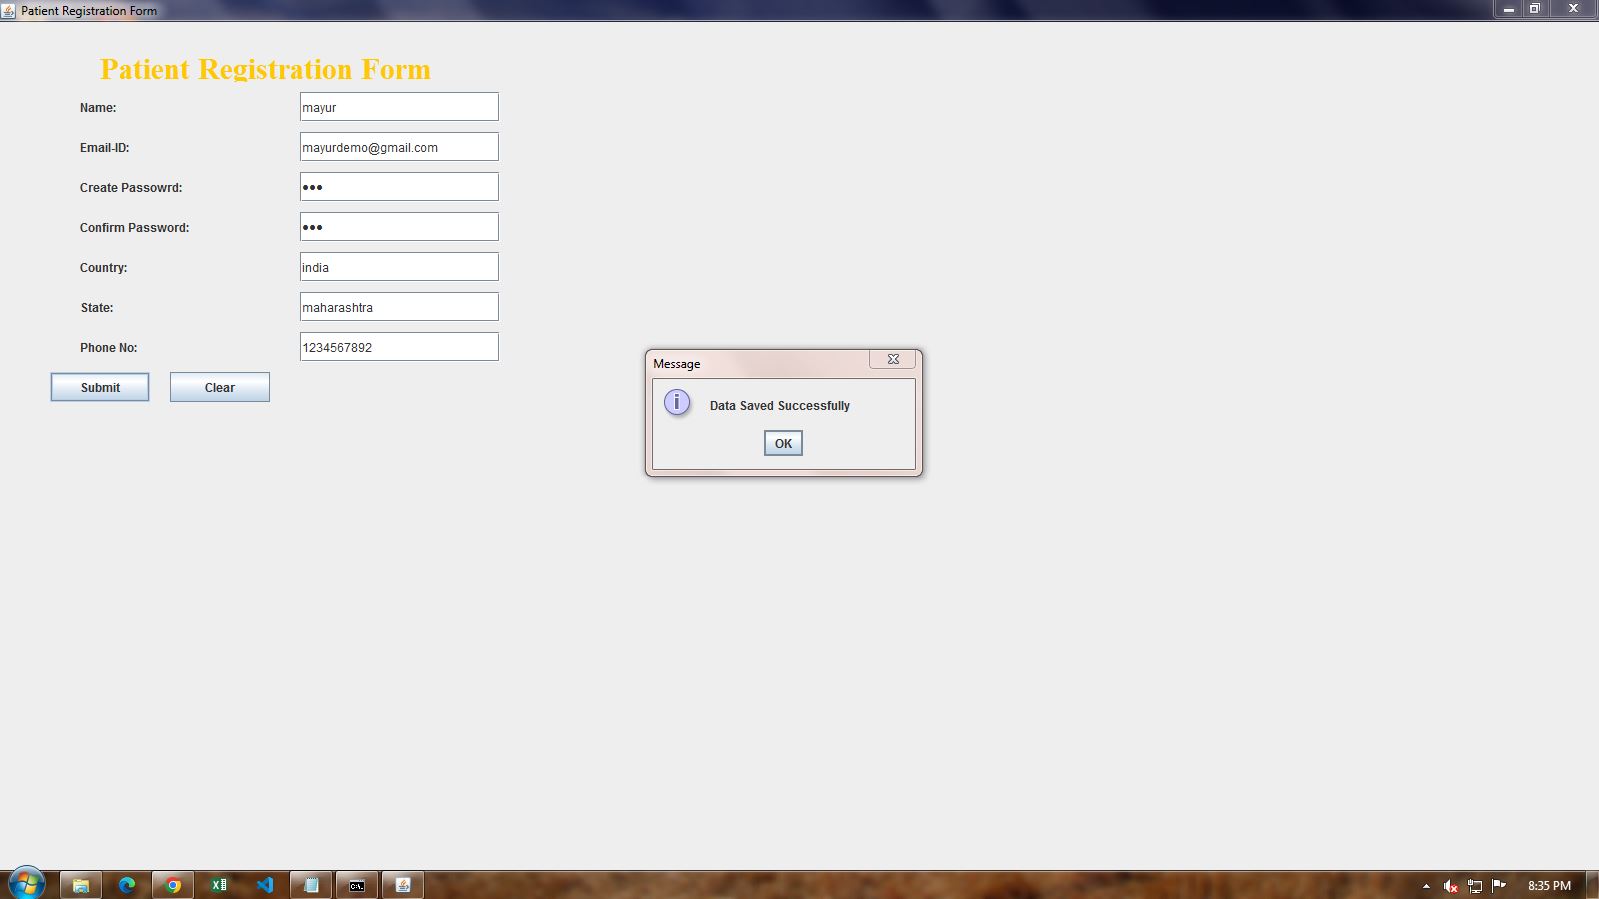 Patient Registration Form
Patient Registration Form
Name:
mayur
Email-ID:
mayurdemo@gmail.com
Create Passowrd:
•••
Confirm Password:
•••
Country:
india
State:
maharashtra
Phone No:
1234567892
Submit
Clear
Message
i
Data Saved Successfully
OK
C:\.
8:35 PM